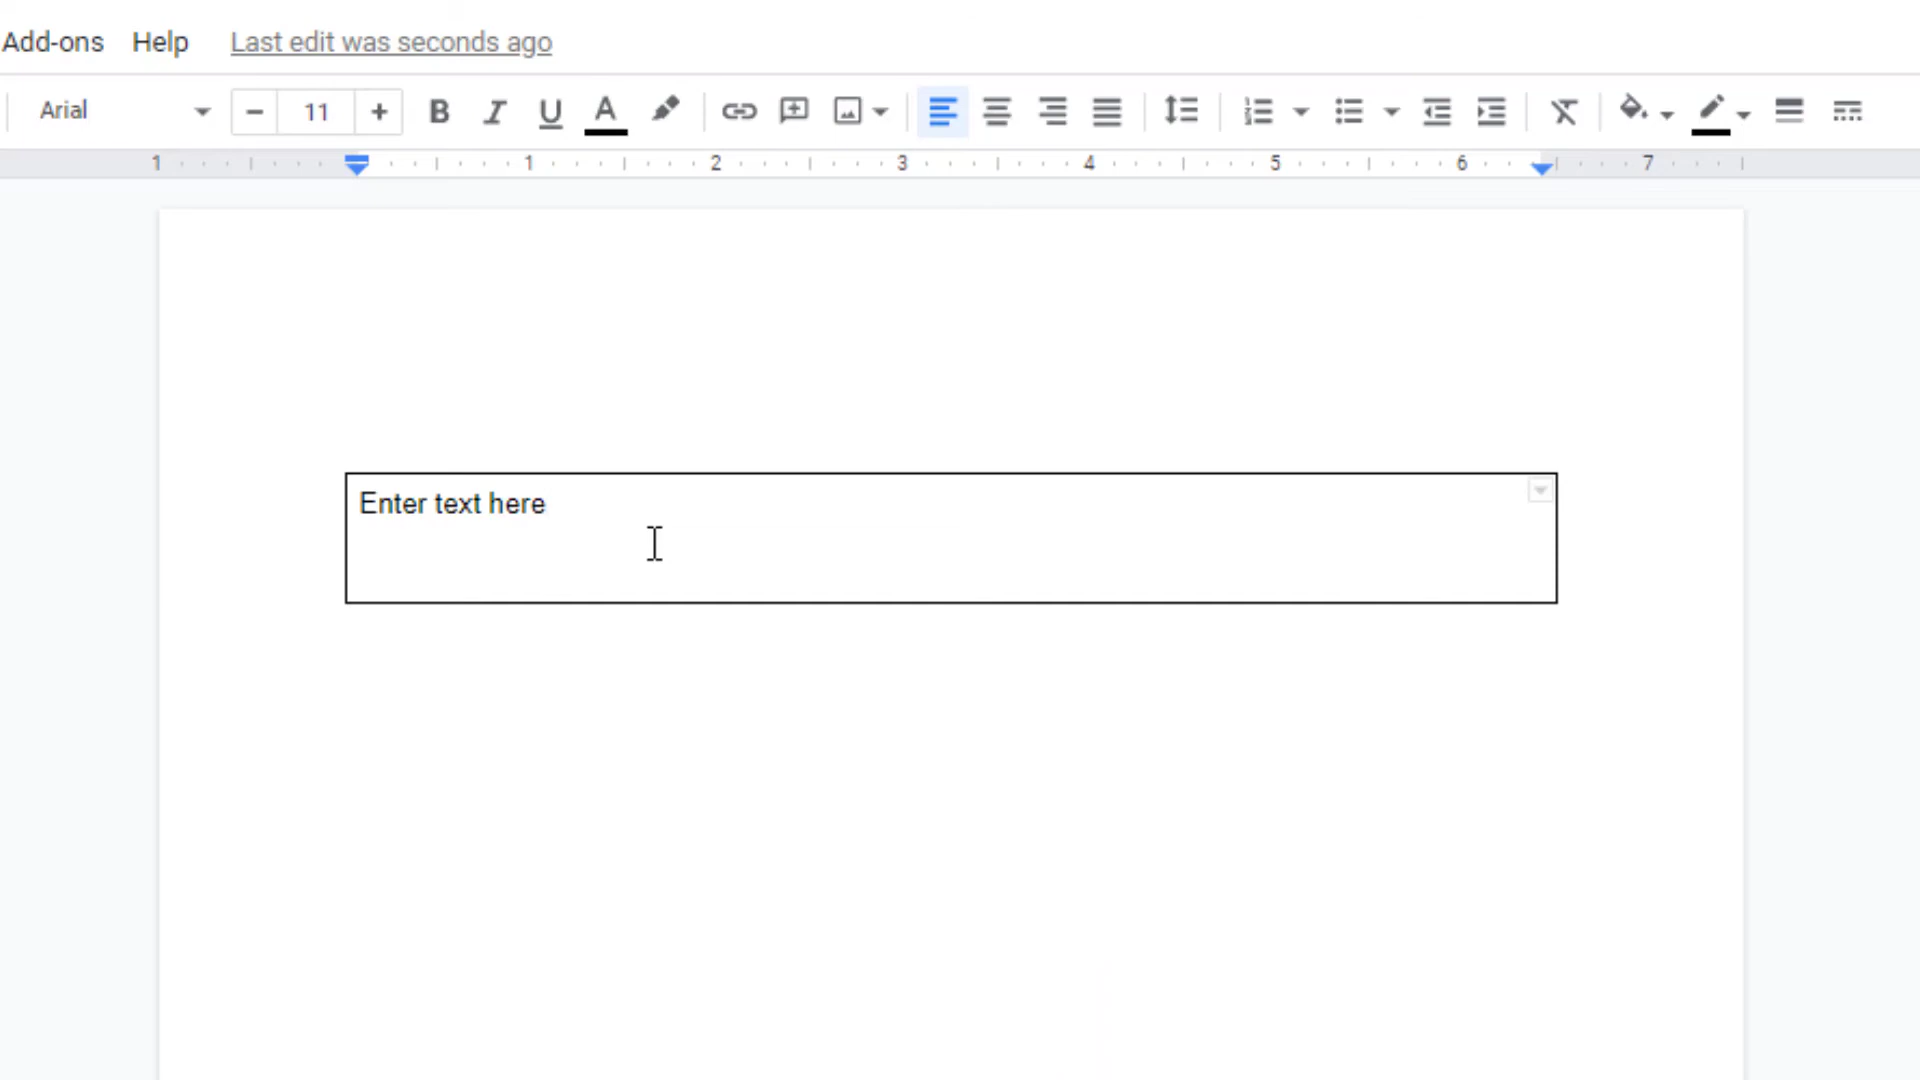 Add-ons Help Last edit was seconds ago
Arial 11 B I U A
1 1 2 3 4 5 6 7
Enter text here